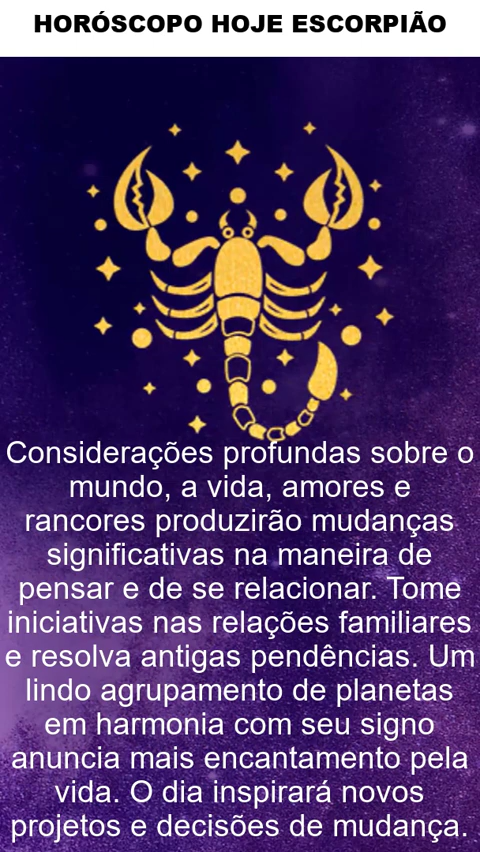 HORÓSCOPO HOJE ESCORPIÃO
Considerações profundas sobre o
mundo, a vida, amores e
rancores produzirão mudanças
significativas na maneira de
pensar e de se relacionar. Tome
iniciativas nas relações familiares
e resolva antigas pendências. Um
lindo agrupamento de planetas
em harmonia com seu signo
anuncia mais encantamento pela
vida. O dia inspirará novos
projetos e decisões de mudança.